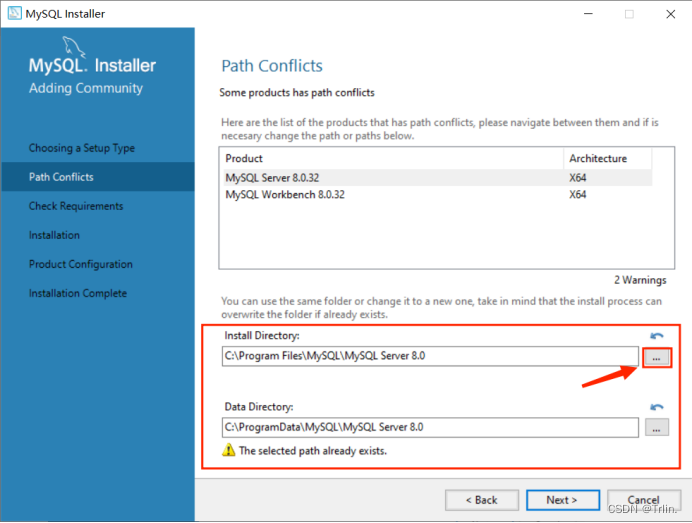 MySQL Installer
MySQL. Installer
Adding Community
Choosing a Setup Type
Path Conflicts
Check Requirements
Installation
Product Configuration
Installation Complete
Path Conflicts
Some products has path conflicts
Here are the list of the products that has path conflicts, please navigate between them and if is
necesary change the path or paths below.
Product Architecture
MySQL Server 8.0.32 X64
MySQL Workbench 8.0.32 X64
2 Warnings
You can use the same folder or change it to a new one, take in mind that the install process can
overwrite the folder if already exists.
Install Directory:
C:\Program Files\MySQL\MySQL Server 8.0
...
Data Directory:
C:\ProgramData\MySQL\MySQL Server 8.0
...
The selected path already exists.
< Back Next > Cancel
CSDN @Trlin.